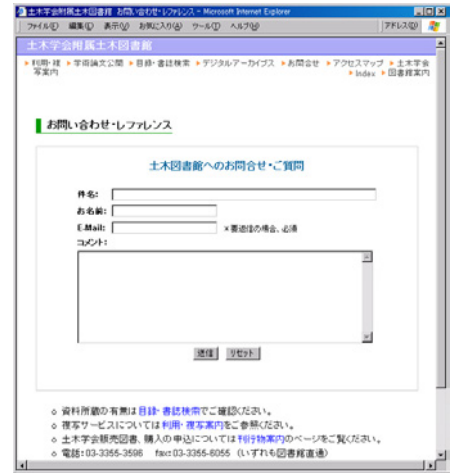 土木学会附属土木図書館 お問い合わせ・レファレンス - Microsoft Internet Explorer
ファイル(F) 編集(E) 表示(V) お気に入り(A) ツール(T) ヘルプ(H) アドレス(D)
土木学会附属土木図書館
利用・複写案内 学術論文公開 目録・書誌検索 デジタルアーカイブス お問合せ アクセスマップ 土木学会
Index 図書館案内
お問い合わせ・レファレンス
土木図書館へのお問合せ・ご質問
件名:
お名前:
E-Mail: ×要返信の場合、必須
コメント:
送信 リセット
資料所蔵の有無は目録・書誌検索でご確認ください。
複写サービスについては利用・複写案内をご参照ください。
土木学会販売図書、購入の申込については刊行物案内のページをご覧ください。
電話:03-3355-3596 fax:03-3355-6055 (いずれも図書館直通)